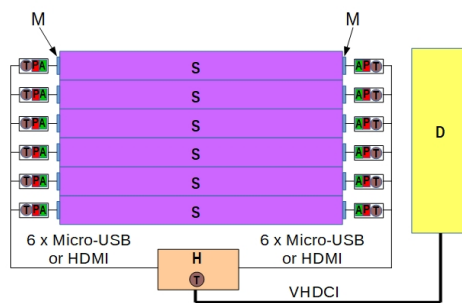 M M
TPA S APT
TPA S APT
TPA S APT
TPA S APT
TPA S APT
TPA S APT
D
6 x Micro-USB
or HDMI
6 x Micro-USB
or HDMI
H
T
VHDCI